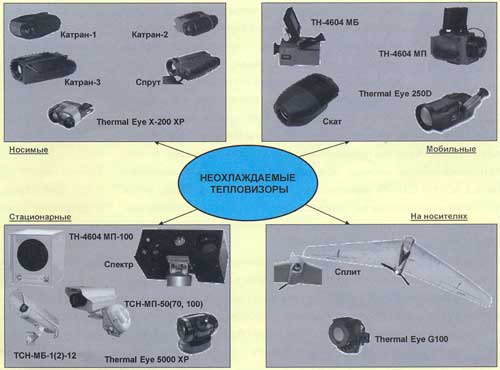 Катран-1
Катран-2
Катран-3
Спрут
Thermal Eye X-200 XP
Носимые
ТН-4604 МБ
ТН-4604 МП
Thermal Eye 250D
Скат
Мобильные
НЕОХЛАЖДАЕМЫЕ
ТЕПЛОВИЗОРЫ
Стационарные
ТН-4604 МП-100
Спектр
ТСН-МП-50(70, 100)
ТСН-МБ-1(2)-12
Thermal Eye 5000 XP
На носителях
Сплит
Thermal Eye G100